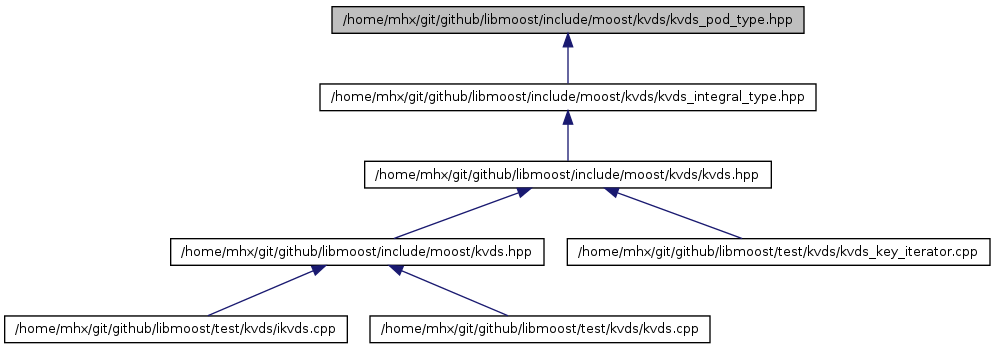 /home/mhx/git/github/libmoost/include/moost/kvds/kvds_pod_type.hpp
/home/mhx/git/github/libmoost/include/moost/kvds/kvds_integral_type.hpp
/home/mhx/git/github/libmoost/include/moost/kvds/kvds.hpp
/home/mhx/git/github/libmoost/include/moost/kvds.hpp
/home/mhx/git/github/libmoost/test/kvds/kvds_key_iterator.cpp
/home/mhx/git/github/libmoost/test/kvds/ikvds.cpp
/home/mhx/git/github/libmoost/test/kvds/kvds.cpp